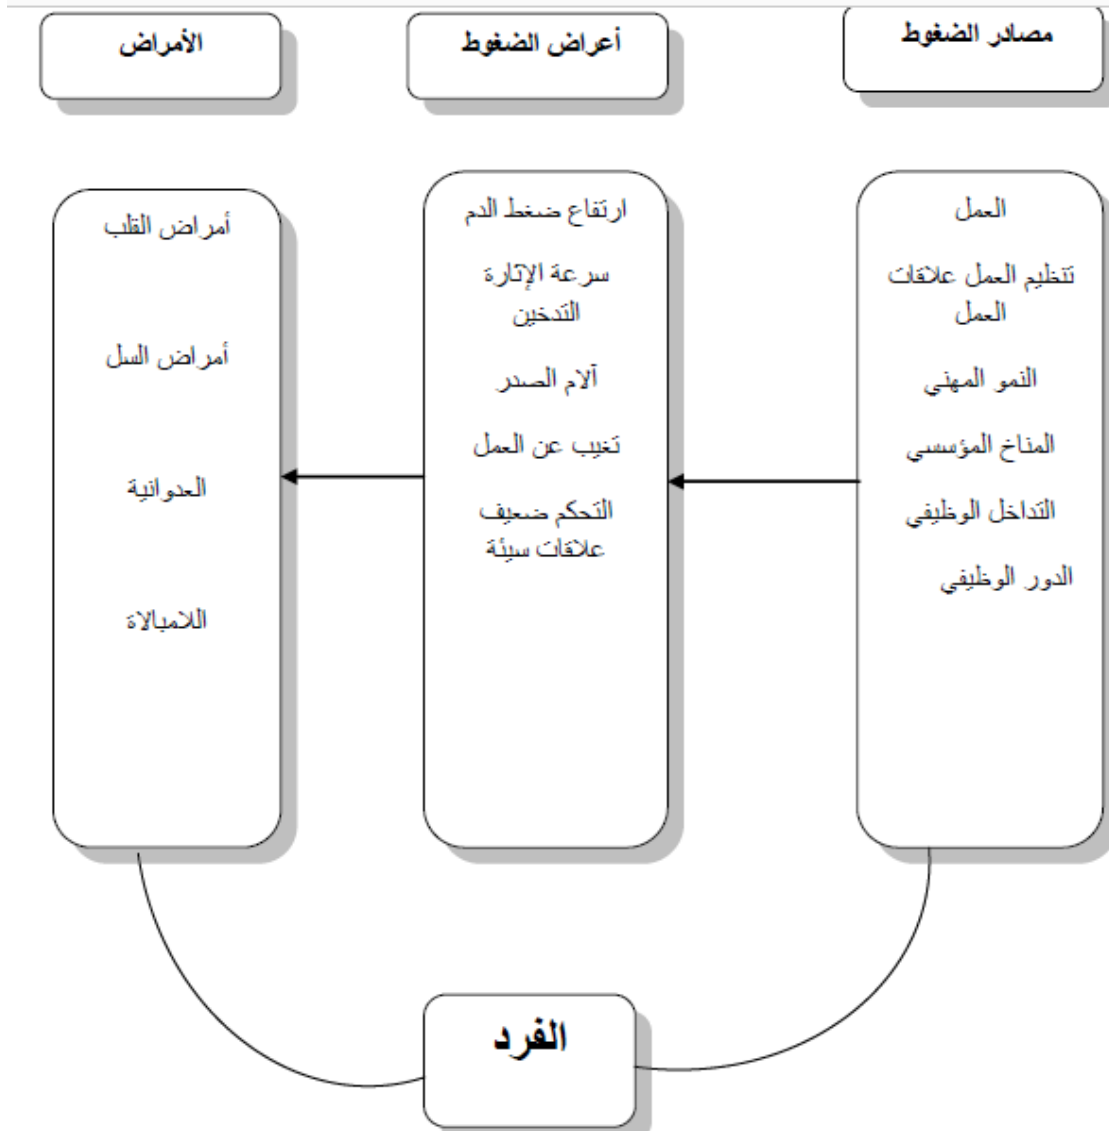 مصادر الضغوط
أعراض الضغوط
الأمراض
العمل
تنظيم العمل علاقات
العمل
النمو المهني
المناخ المؤسسي
التداخل الوظيفي
الدور الوظيفي
ارتفاع ضغط الدم
سرعة الإثارة
التدخين
آلام الصدر
تغيب عن العمل
التحكم ضعيف
علاقات سيئة
أمراض القلب
أمراض السل
العدوانية
اللامبالاة
الفرد